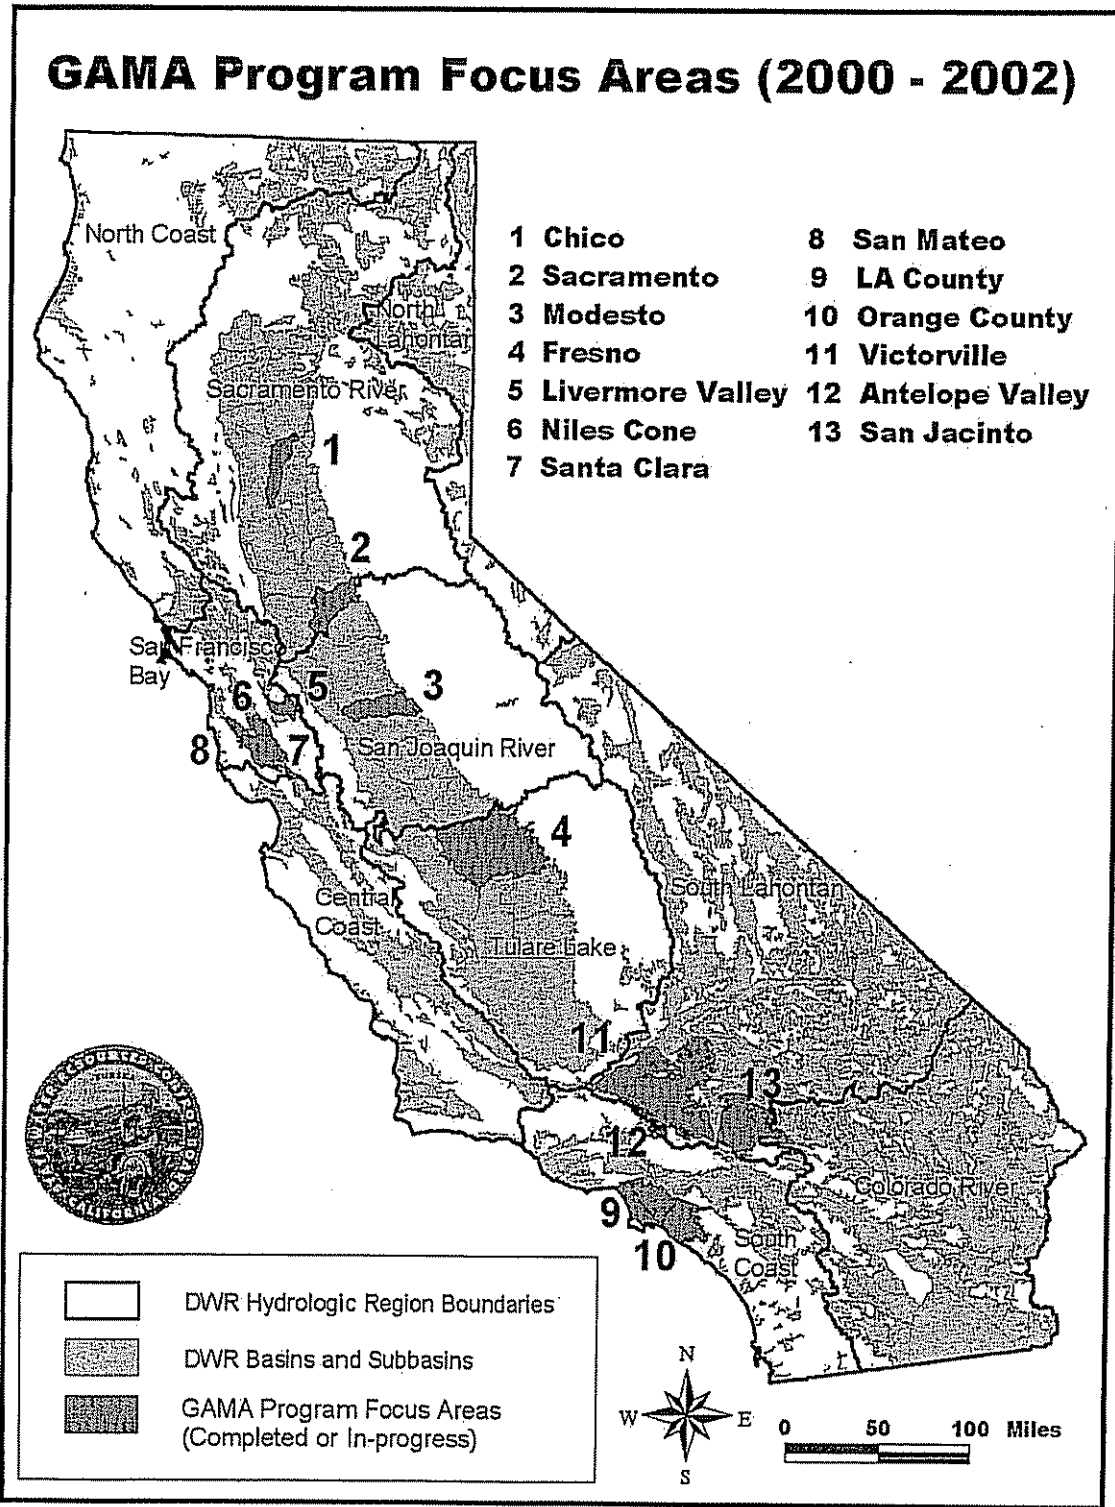 GAMA Program Focus Areas (2000 - 2002)
1 Chico
2 Sacramento
3 Modesto
4 Fresno
5 Livermore Valley
6 Niles Cone
7 Santa Clara
8 San Mateo
9 LA County
10 Orange County
11 Victorville
12 Antelope Valley
13 San Jacinto
North Coast
North
Lahontan
Sacramento River
1
2
San Francisco
Bay
6
5
3
8
7
San Joaquin River
4
South Lahontan
Central
Coast
Tulare Lake
11
13
12
Colorado River
9
10
South
Coast
CALIFORNIA
DWR Hydrologic Region Boundaries
DWR Basins and Subbasins
GAMA Program Focus Areas
(Completed or In-progress)
N
W E
S
0 50 100 Miles